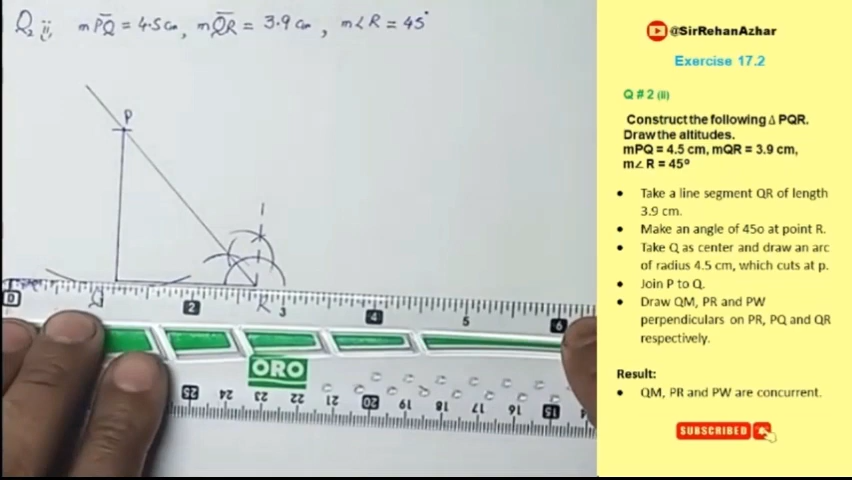 Q2 ii, mPQ = 4.5cm, mQR = 3.9cm, m∠R = 45°
P
Q
R
0 2 3 4 5 6
ORO
25 24 23 22 21 20 19 18 17 16 15 14
@SirRehanAzhar
Exercise 17.2
Q # 2 (ii)
Construct the following Δ PQR.
Draw the altitudes.
mPQ = 4.5 cm, mQR = 3.9 cm,
m∠ R = 45º
• Take a line segment QR of length
3.9 cm.
• Make an angle of 45o at point R.
• Take Q as center and draw an arc
of radius 4.5 cm, which cuts at p.
• Join P to Q.
• Draw QM, PR and PW
perpendiculars on PR, PQ and QR
respectively.
Result:
• QM, PR and PW are concurrent.
SUBSCRIBED